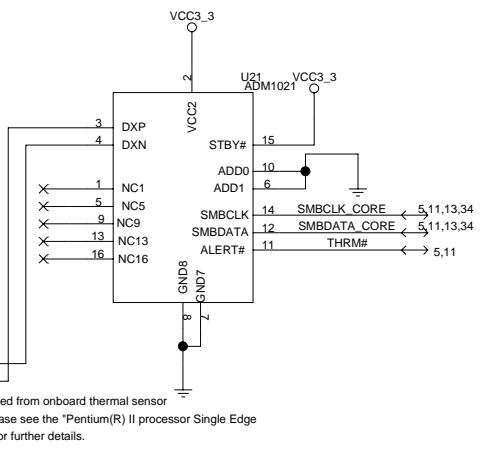 VCC3_3
U21
VCC3_3
ADM1021
2
VCC2
3
DXP
4
DXN
STBY#
15
ADD0
10
ADD1
6
1
NC1
5
NC5
9
NC9
13
NC13
16
NC16
SMBCLK
14
SMBCLK_CORE
5,11,13,34
SMBDATA
12
SMBDATA_CORE
5,11,13,34
ALERT#
11
THRM#
5,11
GND8
GND7
8
7
from onboard thermal sensor
see the "Pentium(R) II processor Single Edge
further details.